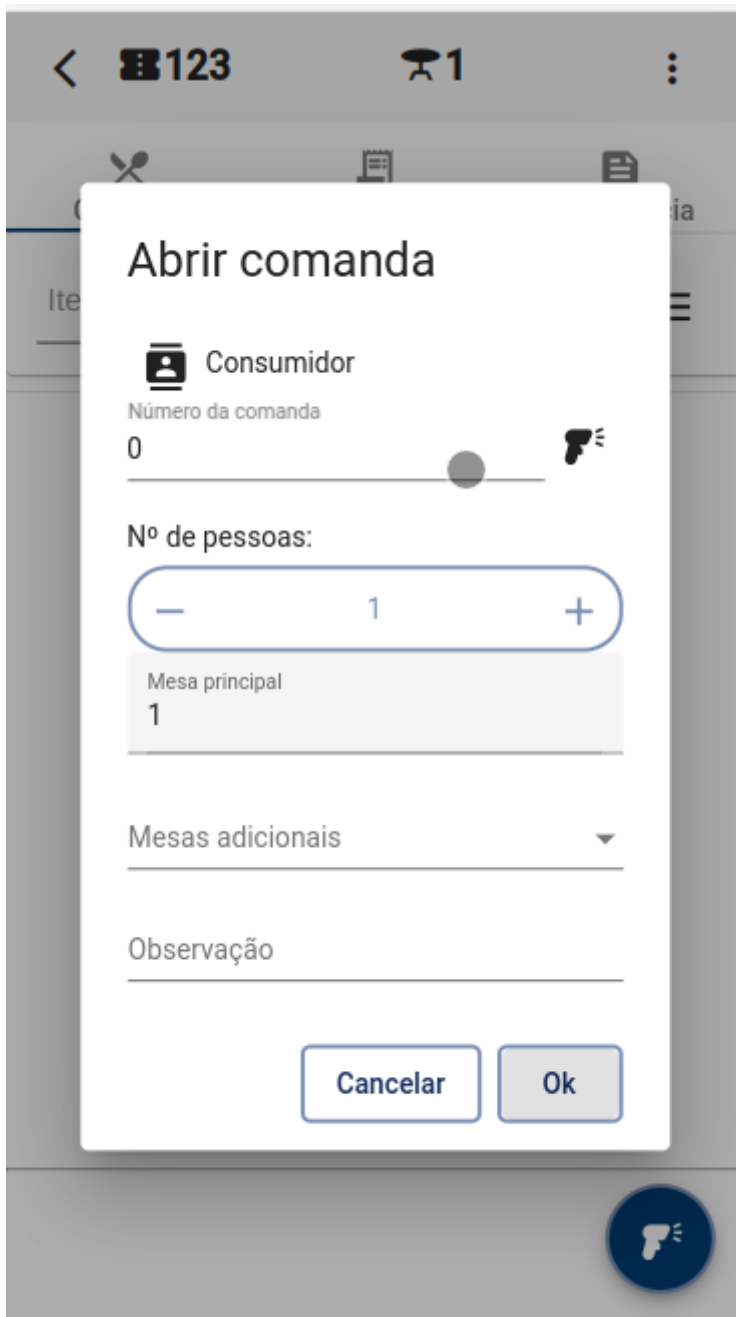 123 1
Ite
Abrir comanda
Consumidor
Número da comanda
0
Nº de pessoas:
1
Mesa principal
1
Mesas adicionais
Observação
Cancelar Ok